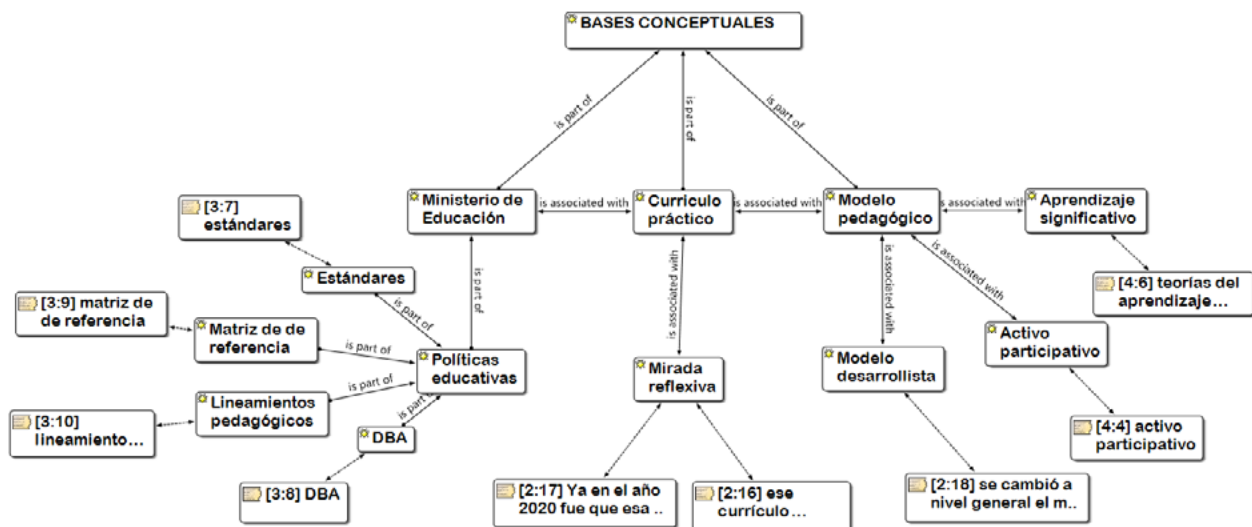 BASES CONCEPTUALES
is part of
is part of
is part of
Ministerio de
Educación
is associated with
Curriculo
práctico
is associated with
Modelo
pedagógico
is associated with
Aprendizaje
significativo
[3:7]
estándares
is part of
is associated with
is associated with
is associated with
Estándares
[4:6] teorías del
aprendizaje...
[3:9] matriz de
de referencia
is part of
Matriz de de
referencia
is part of
Activo
participativo
Políticas
educativas
Mirada
reflexiva
Modelo
desarrollista
is part of
Lineamientos
pedagógicos
is part
[3:10]
lineamiento...
DBA
[4:4] activo
participativo
[3:8] DBA
[2:17] Ya en el año
2020 fue que esa ..
[2:16] ese
currículo...
[2:18] se cambió a
nivel general el m..